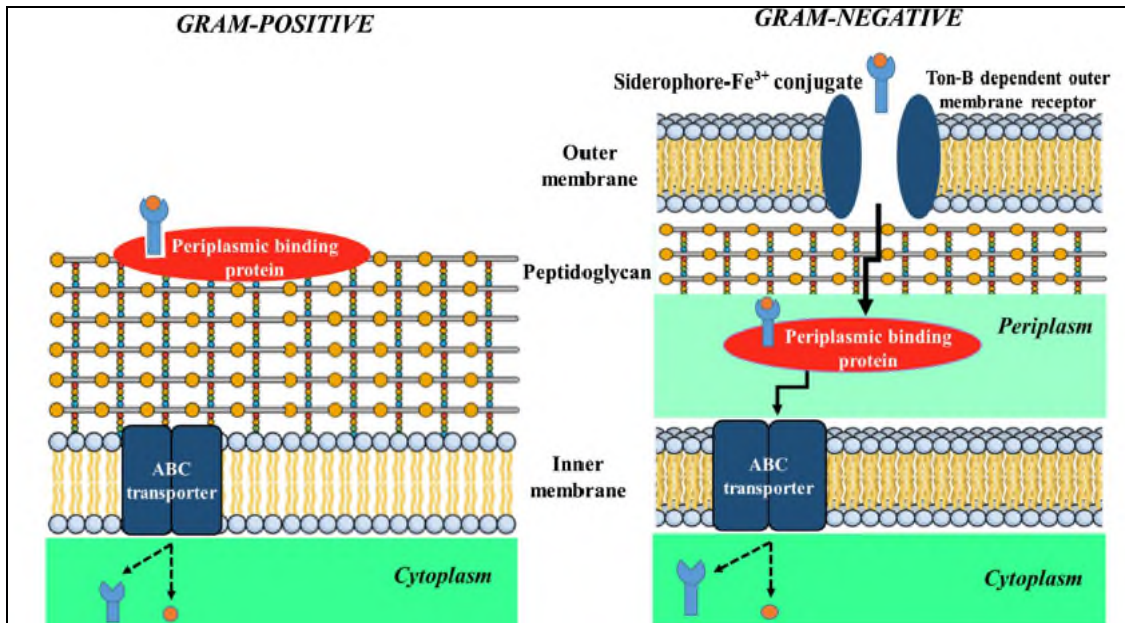 GRAM-POSITIVE
GRAM-NEGATIVE
Siderophore-Fe³⁺ conjugate
Ton-B dependent outer
membrane receptor
Outer
membrane
Periplasmic binding
protein
Peptidoglycan
Periplasm
Periplasmic binding
protein
ABC
transporter
Inner
membrane
ABC
transporter
Cytoplasm
Cytoplasm